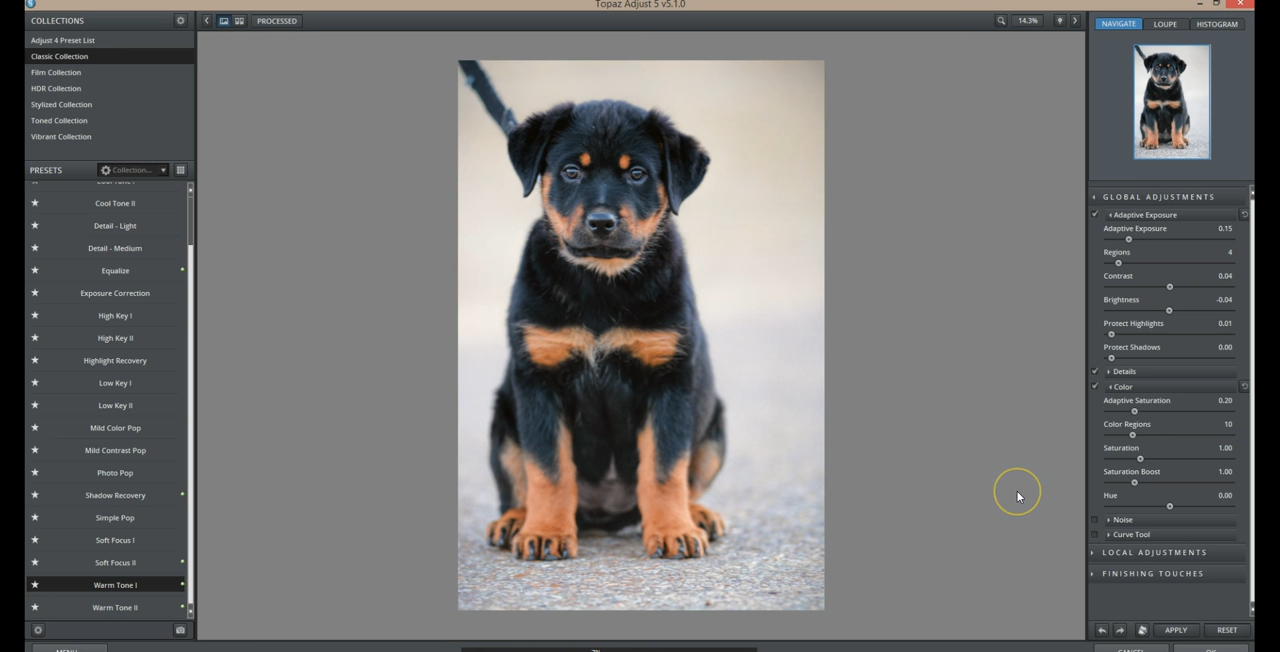 Topaz Adjust 5 v5.1.0
COLLECTIONS
Adjust 4 Preset List
Classic Collection
Film Collection
HDR Collection
Stylized Collection
Toned Collection
Vibrant Collection
PRESETS
Collection...
Cool Tone I
Cool Tone II
Detail - Light
Detail - Medium
Equalize
Exposure Correction
High Key I
High Key II
Highlight Recovery
Low Key I
Low Key II
Mild Color Pop
Mild Contrast Pop
Photo Pop
Shadow Recovery
Simple Pop
Soft Focus I
Soft Focus II
Warm Tone I
Warm Tone II
MENU
PROCESSED
14.3%
NAVIGATE LOUPE HISTOGRAM
GLOBAL ADJUSTMENTS
Adaptive Exposure
Adaptive Exposure 0.15
Regions 4
Contrast 0.04
Brightness -0.04
Protect Highlights 0.01
Protect Shadows 0.00
Details
Color
Adaptive Saturation 0.20
Color Regions 10
Saturation 1.00
Saturation Boost 1.00
Hue 0.00
Noise
Curve Tool
LOCAL ADJUSTMENTS
FINISHING TOUCHES
APPLY RESET
CANCEL OK